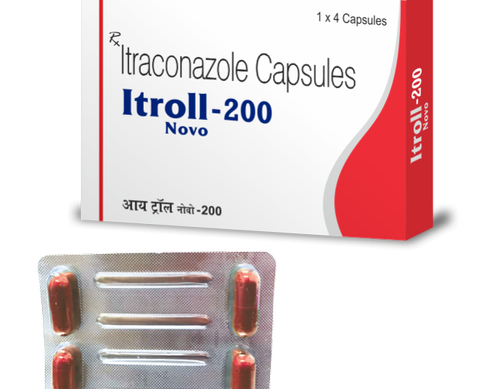 1 x 4 Capsules
Rx
Itraconazole Capsules
Itroll-200
Novo
आय ट्रॉल नोवो-200
Itroll-200
Novo